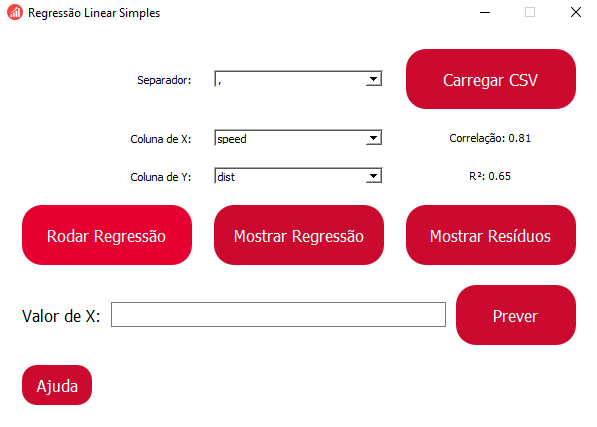 Regressão Linear Simples
Separador: , Carregar CSV
Coluna de X: speed Correlação: 0.81
Coluna de Y: dist R²: 0.65
Rodar Regressão Mostrar Regressão Mostrar Resíduos
Valor de X: Prever
Ajuda